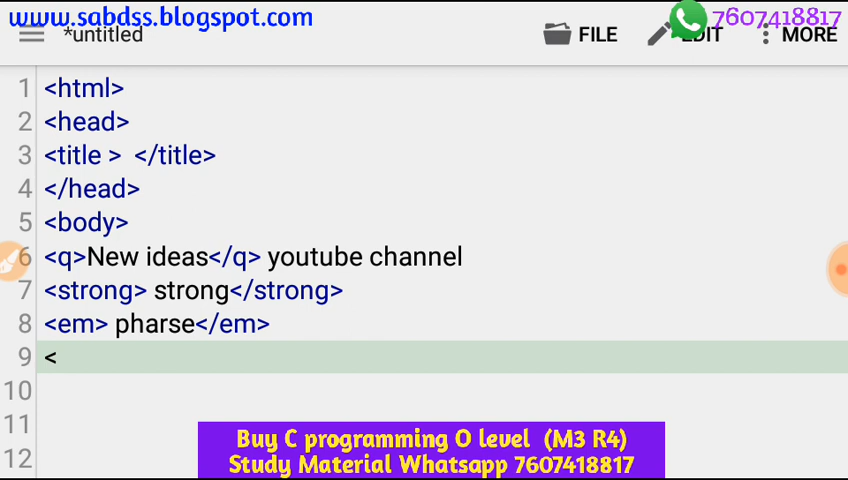 www.sabdss.blogspot.com
7607418817
*untitled
FILE
EDIT
MORE
1 <html>
2 <head>
3 <title >  </title>
4 </head>
5 <body>
6 <q>New ideas</q> youtube channel
7 <strong> strong</strong>
8 <em> pharse</em>
9 <
10
11
12
Buy C programming O level (M3 R4)
Study Material Whatsapp 7607418817